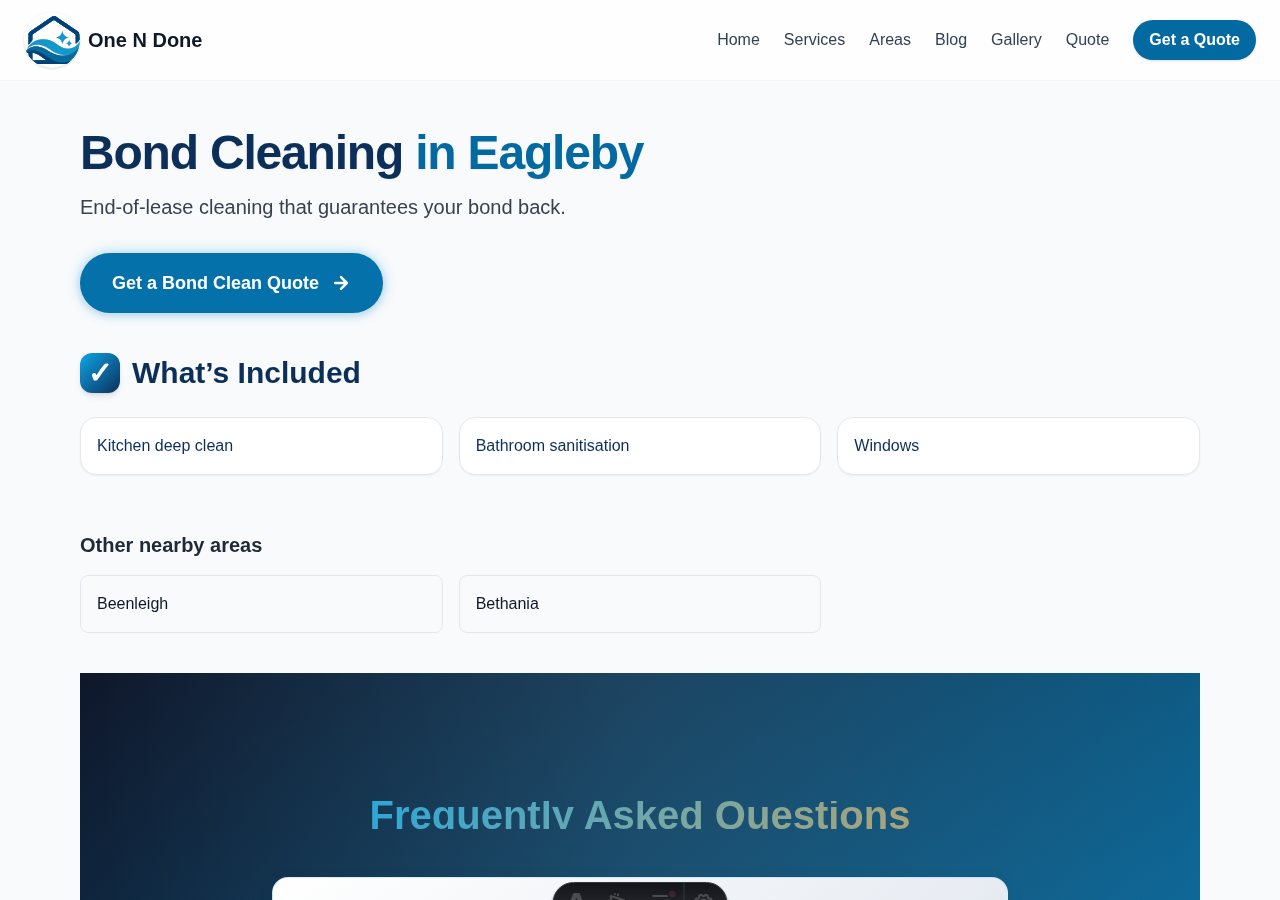 One N Done
Home Services Areas Blog Gallery Quote Get a Quote
Bond Cleaning in Eagleby
End-of-lease cleaning that guarantees your bond back.
Get a Bond Clean Quote →
✓ What’s Included
Kitchen deep clean
Bathroom sanitisation
Windows
Other nearby areas
Beenleigh
Bethania
Frequently Asked Questions